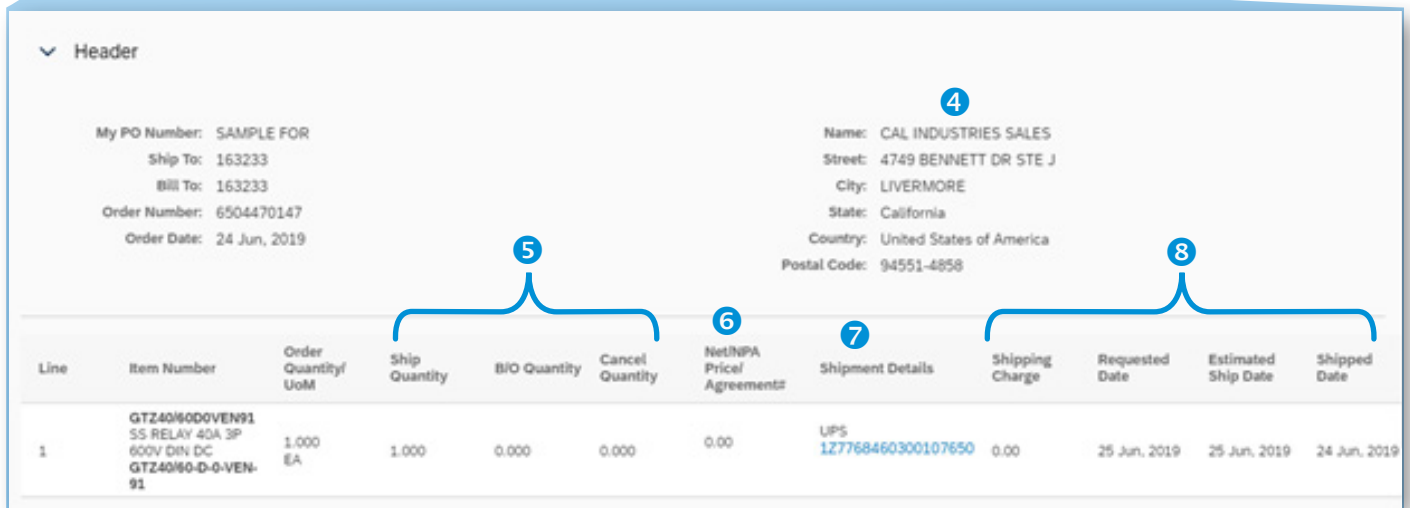 Header
4
My PO Number: SAMPLE FOR
Ship To: 163233
Bill To: 163233
Order Number: 6504470147
Order Date: 24 Jun, 2019
Name: CAL INDUSTRIES SALES
Street: 4749 BENNETT DR STE J
City: LIVERMORE
State: California
Country: United States of America
Postal Code: 94551-4858
5
8
6
7
Line
Item Number
Order
Quantity/
UoM
Ship
Quantity
B/O Quantity
Cancel
Quantity
Net/NPA
Price/
Agreement#
Shipment Details
Shipping
Charge
Requested
Date
Estimated
Ship Date
Shipped
Date
1
GTZ40/60D0VEN91
SS RELAY 40A 3P
600V DIN DC
GTZ40/60-D-0-VEN-
91
1.000
EA
1.000
0.000
0.000
0.00
UPS
1Z7768460300107650
0.00
25 Jun, 2019
25 Jun, 2019
24 Jun, 2019